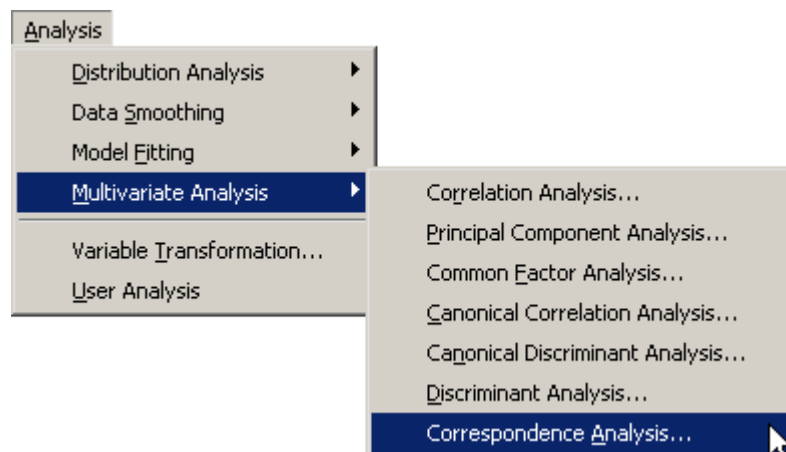 Analysis
Distribution Analysis
Data Smoothing
Model Fitting
Multivariate Analysis
Variable Transformation...
User Analysis
Correlation Analysis...
Principal Component Analysis...
Common Factor Analysis...
Canonical Correlation Analysis...
Canonical Discriminant Analysis...
Discriminant Analysis...
Correspondence Analysis...